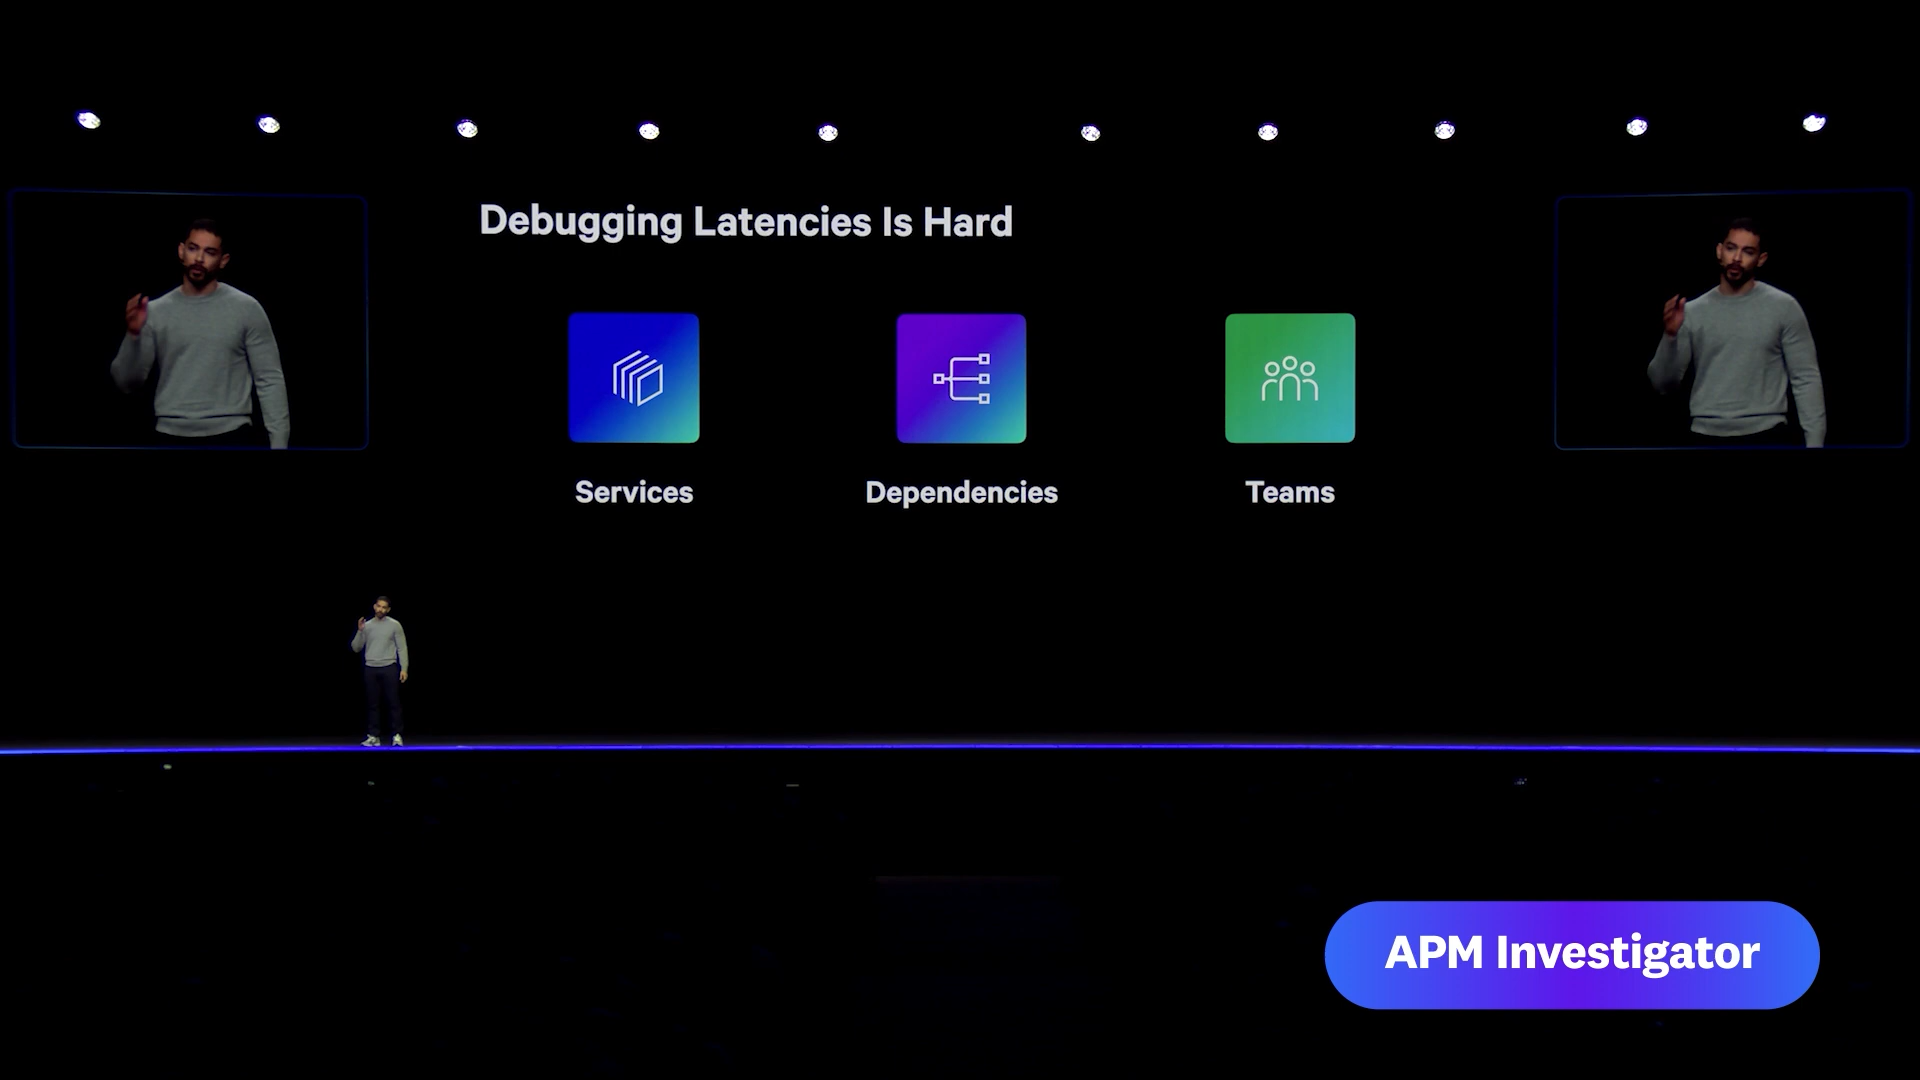 Debugging Latencies Is Hard
Services
Dependencies
Teams
APM Investigator